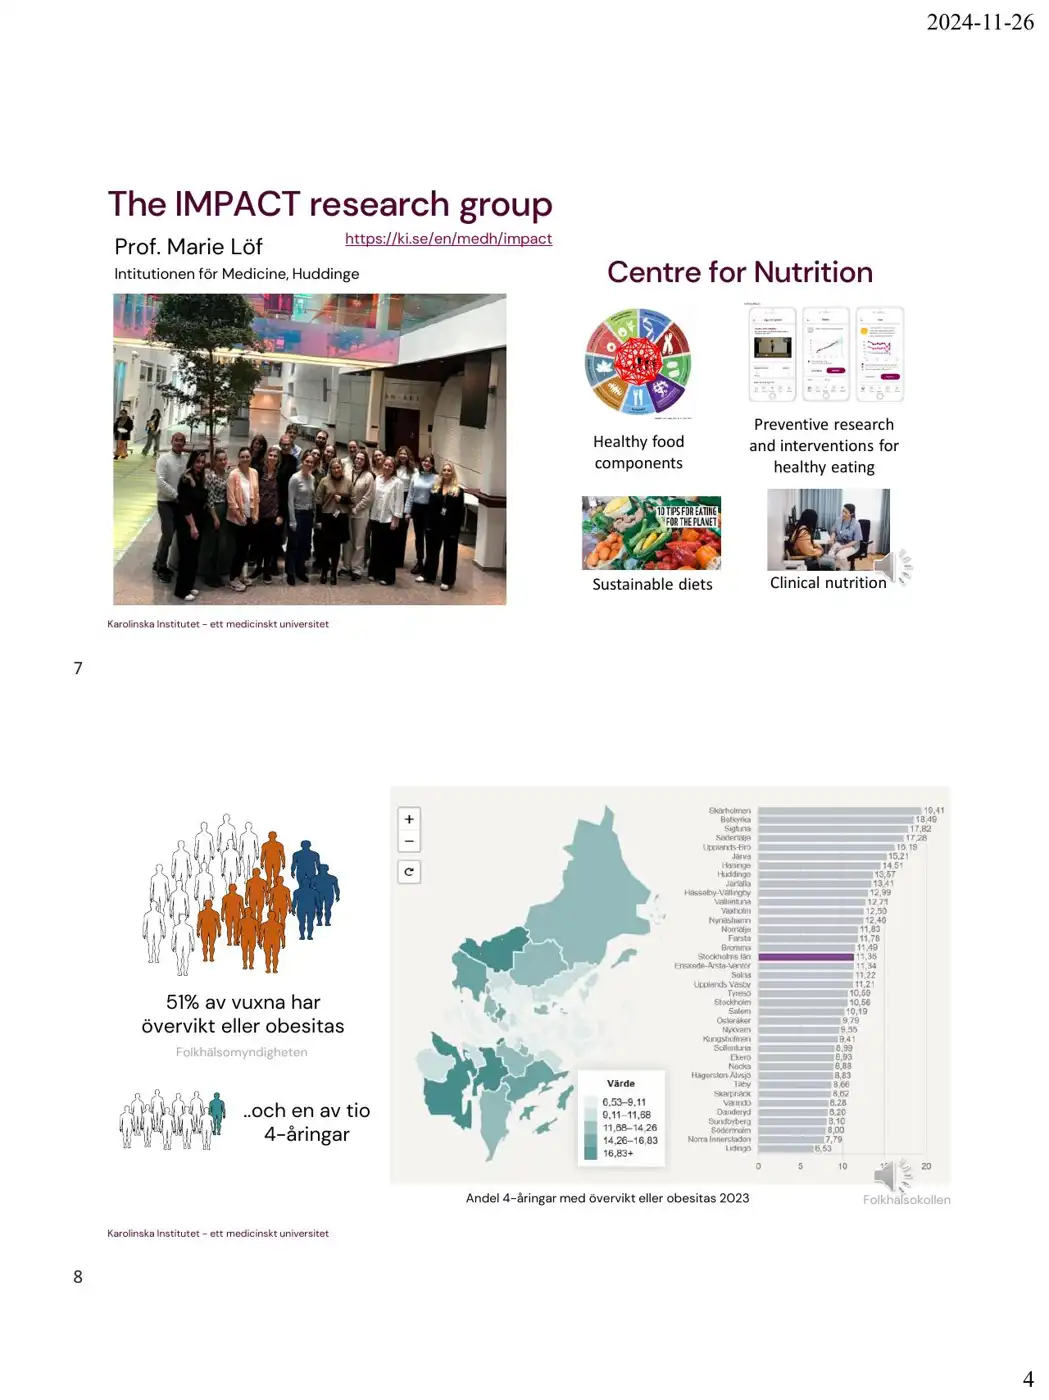 2024-11-26
The IMPACT research group
Prof. Marie Löf
https://ki.se/en/medh/impact
Intitutionen för Medicine, Huddinge
Centre for Nutrition
Healthy food
components
Preventive research
and interventions for
healthy eating
10 TIPS FOR EATING
FOR THE PLANET
Sustainable diets
Clinical nutrition
Karolinska Institutet - ett medicinskt universitet
7
51% av vuxna har
övervikt eller obesitas
Folkhälsomyndigheten
..och en av tio
4-åringar
+
−
Värde
6,53–9,11
9,11–11,68
11,68–14,26
14,26–16,83
16,83+
Skärholmen 19,41
Botkyrka 18,49
Sigtuna 17,82
Södertälje 17,28
Upplands-Bro 16,19
Järva 15,21
Haninge 14,51
Huddinge 13,57
Järfälla 13,41
Hässelby-Vällingby 12,99
Vallentuna 12,75
Vaxholm 12,50
Nynäshamn 12,46
Norrtälje 11,83
Farsta 11,78
Bromma 11,49
Stockholms län 11,36
Enskede-Årsta-Vantör 11,34
Solna 11,22
Upplands Väsby 11,21
Tyresö 10,59
Stockholm 10,56
Salem 10,19
Österåker 9,79
Nykvarn 9,55
Kungsholmen 9,41
Sollentuna 8,99
Ekerö 8,93
Nacka 8,88
Hägersten-Älvsjö 8,83
Täby 8,66
Skarpnäck 8,62
Värmdö 8,28
Danderyd 8,20
Sundbyberg 8,10
Södermalm 8,00
Norra Innerstaden 7,79
Lidingö 6,53
0 5 10 15 20
Andel 4-åringar med övervikt eller obesitas 2023
Folkhälsokollen
Karolinska Institutet - ett medicinskt universitet
8
4